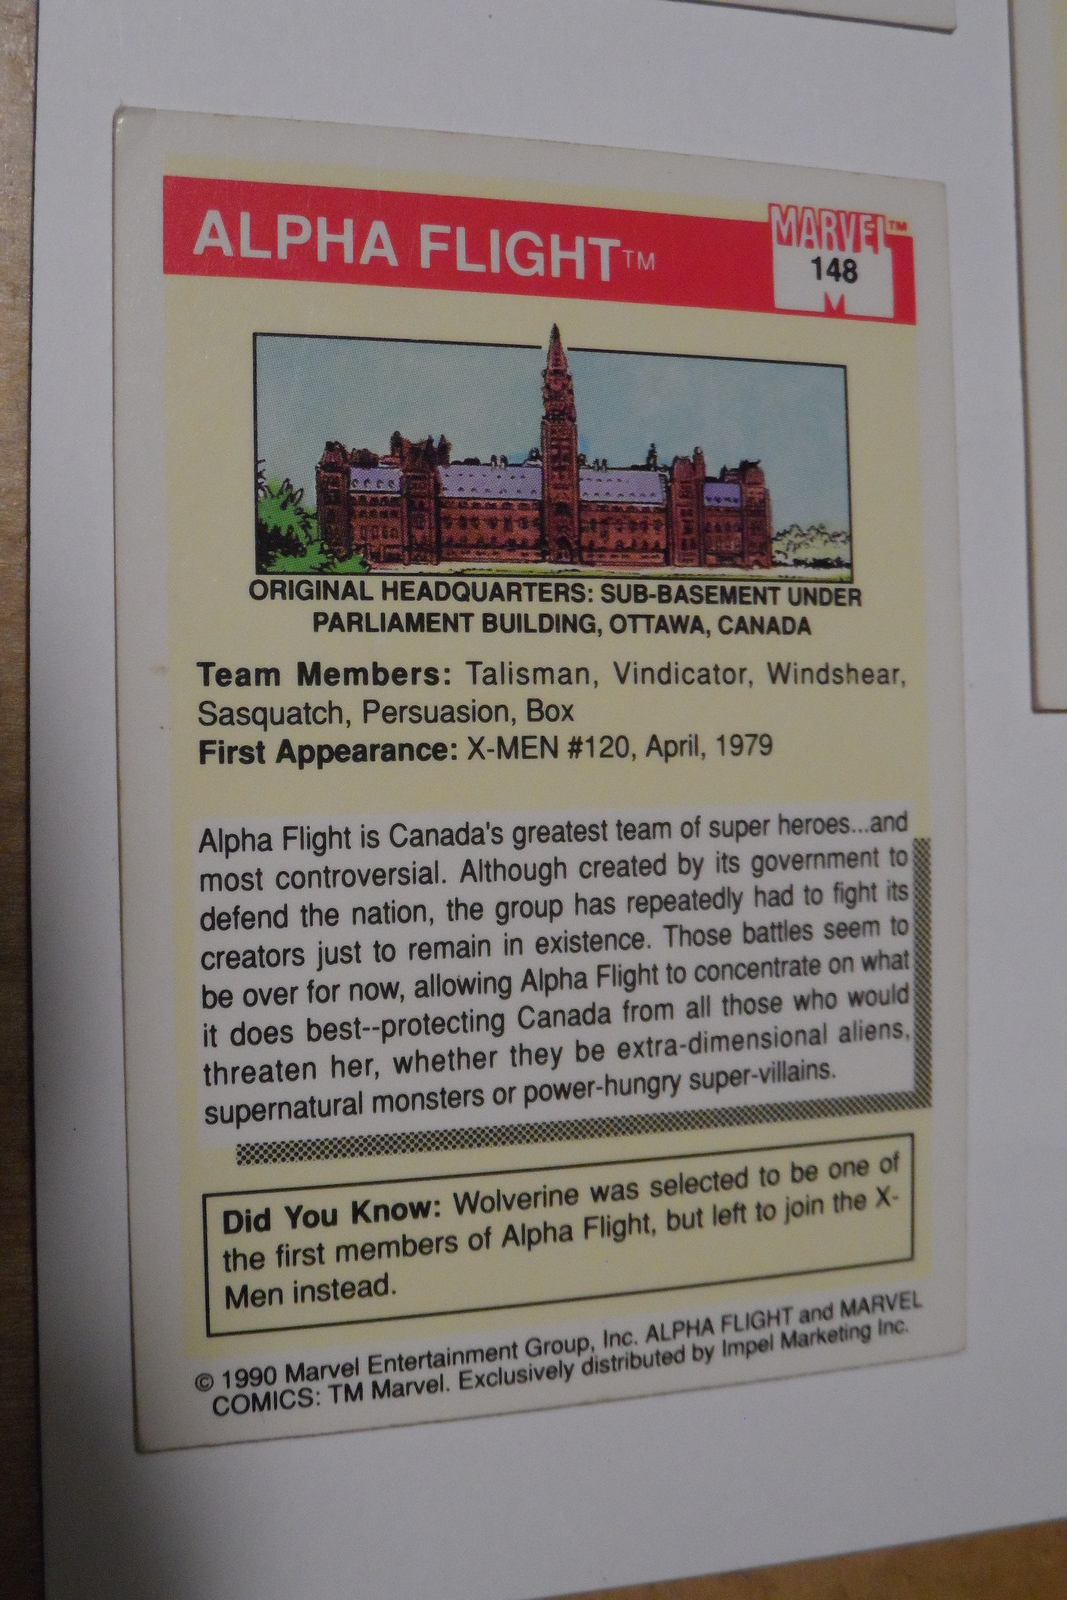 ALPHA FLIGHT™
MARVEL™
148
ORIGINAL HEADQUARTERS: SUB-BASEMENT UNDER
PARLIAMENT BUILDING, OTTAWA, CANADA
Team Members: Talisman, Vindicator, Windshear,
Sasquatch, Persuasion, Box
First Appearance: X-MEN #120, April, 1979
Alpha Flight is Canada's greatest team of super heroes...and
most controversial. Although created by its government to
defend the nation, the group has repeatedly had to fight its
creators just to remain in existence. Those battles seem to
be over for now, allowing Alpha Flight to concentrate on what
it does best--protecting Canada from all those who would
threaten her, whether they be extra-dimensional aliens,
supernatural monsters or power-hungry super-villains.
Did You Know: Wolverine was selected to be one of
the first members of Alpha Flight, but left to join the X-
Men instead.
© 1990 Marvel Entertainment Group, Inc. ALPHA FLIGHT and MARVEL
COMICS: TM Marvel. Exclusively distributed by Impel Marketing Inc.